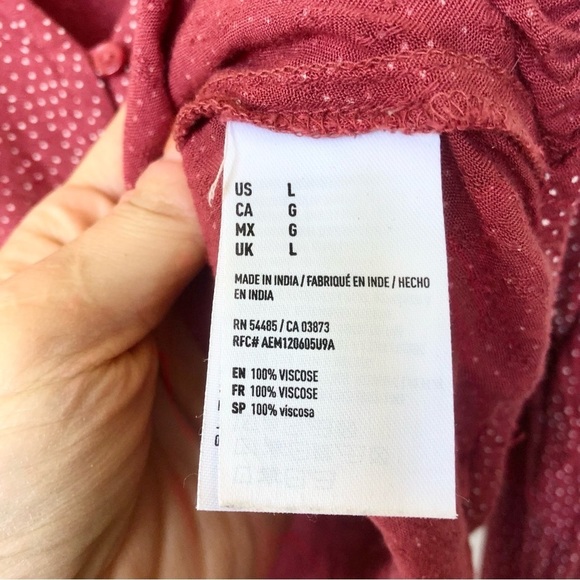 US L
CA G
MX G
UK L
MADE IN INDIA / FABRIQUÉ EN INDE / HECHO
EN INDIA
RN 54485 / CA 03873
RFC# AEM120605U9A
EN 100% VISCOSE
FR 100% VISCOSE
SP 100% viscosa